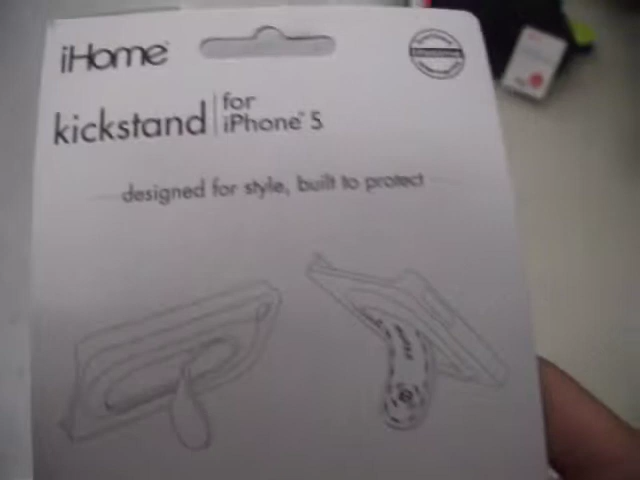 iHome
kickstand | for iPhone® 5
designed for style, built to protect